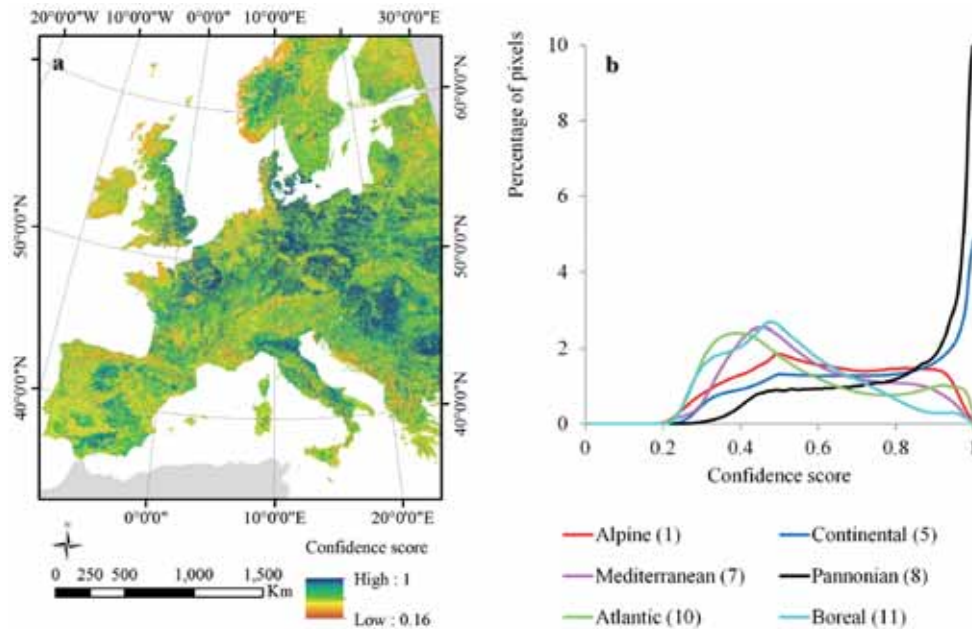 20°0'0"W 10°0'0"W 0°0'0" 10°0'0"E 30°0'0"E
a
60°0'0"N
50°0'0"N
50°0'0"N
40°0'0"N
40°0'0"N
0°0'0" 10°0'0"E 20°0'0"E
N
0 250 500 1,000 1,500
Km
Confidence score
High : 1
Low : 0.16
b
Percentage of pixels
10
8
6
4
2
0
0 0.2 0.4 0.6 0.8 1
Confidence score
Alpine (1) Continental (5)
Mediterranean (7) Pannonian (8)
Atlantic (10) Boreal (11)